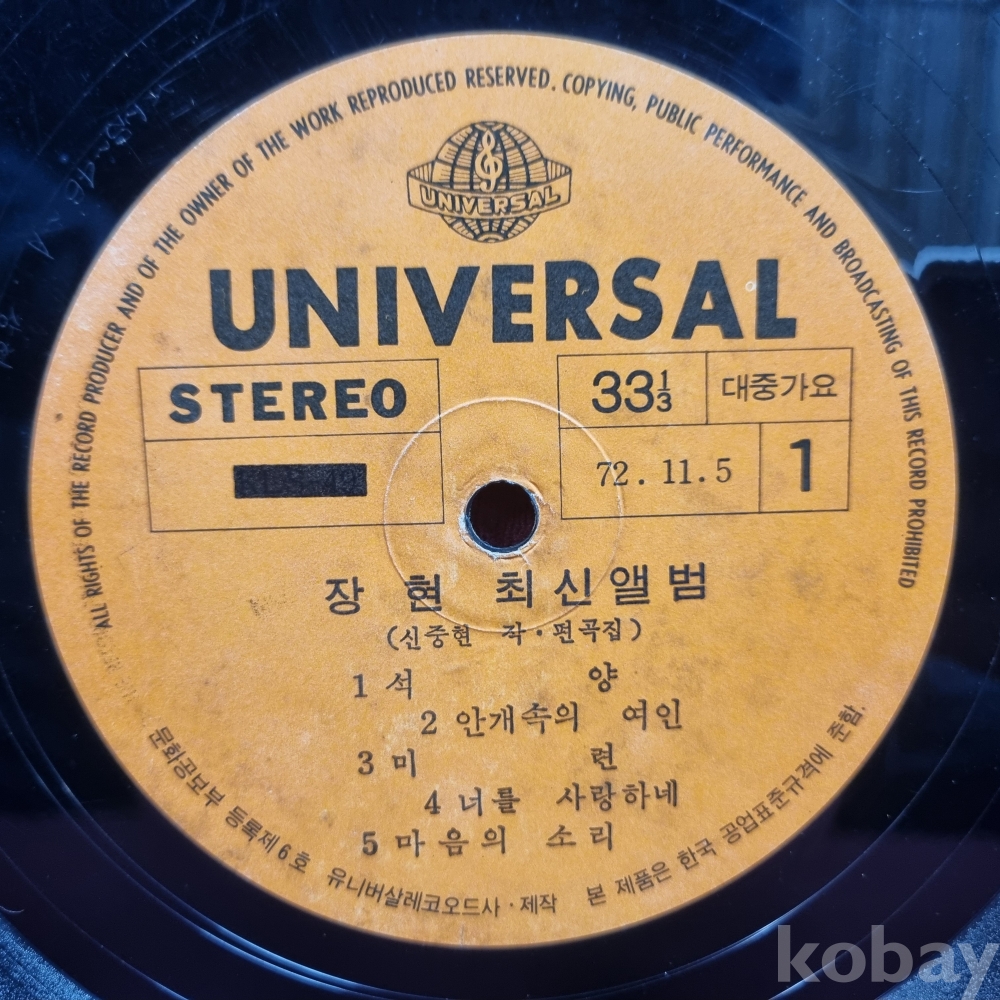 ALL RIGHTS OF THE RECORD PRODUCER AND OF THE OWNER OF THE WORK REPRODUCED RESERVED. COPYING, PUBLIC PERFORMANCE AND BROADCASTING OF THIS RECORD PROHIBITED
UNIVERSAL
UNIVERSAL
STEREO
33 1/3 대중가요
72.11.5 1
장 현 최신앨범
(신중현 작·편곡집)
1 석 양
2 안개속의 여인
3 미 련
4 너를 사랑하네
5 마음의 소리
문화공보부 등록제6호 유니버살레코오드사·제작 본 제품은 한국 공업표준규격에 준함.
kobay